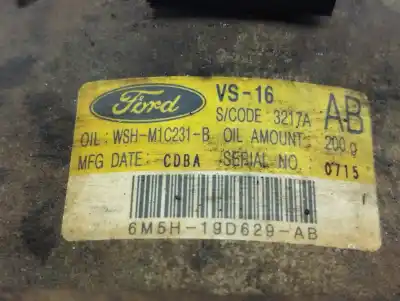 Ford VS-16
S/CODE 3217A AB
OIL : WSH-M1C231-B OIL AMOUNT 200 g
MFG DATE: CDBA SERIAL NO. 0715
6M5H-19D629-AB